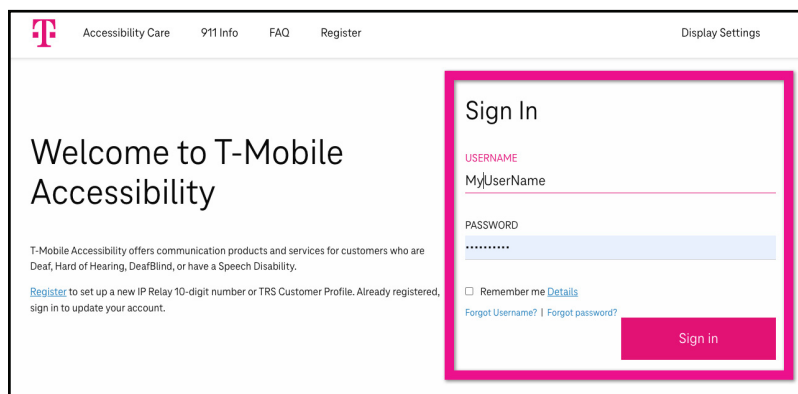 T Accessibility Care 911 Info FAQ Register Display Settings
Welcome to T-Mobile
Accessibility
T-Mobile Accessibility offers communication products and services for customers who are
Deaf, Hard of Hearing, DeafBlind, or have a Speech Disability.
Register to set up a new IP Relay 10-digit number or TRS Customer Profile. Already registered,
sign in to update your account.
Sign In
USERNAME
MyUserName
PASSWORD
••••••••••
Remember me Details
Forgot Username? | Forgot password?
Sign in